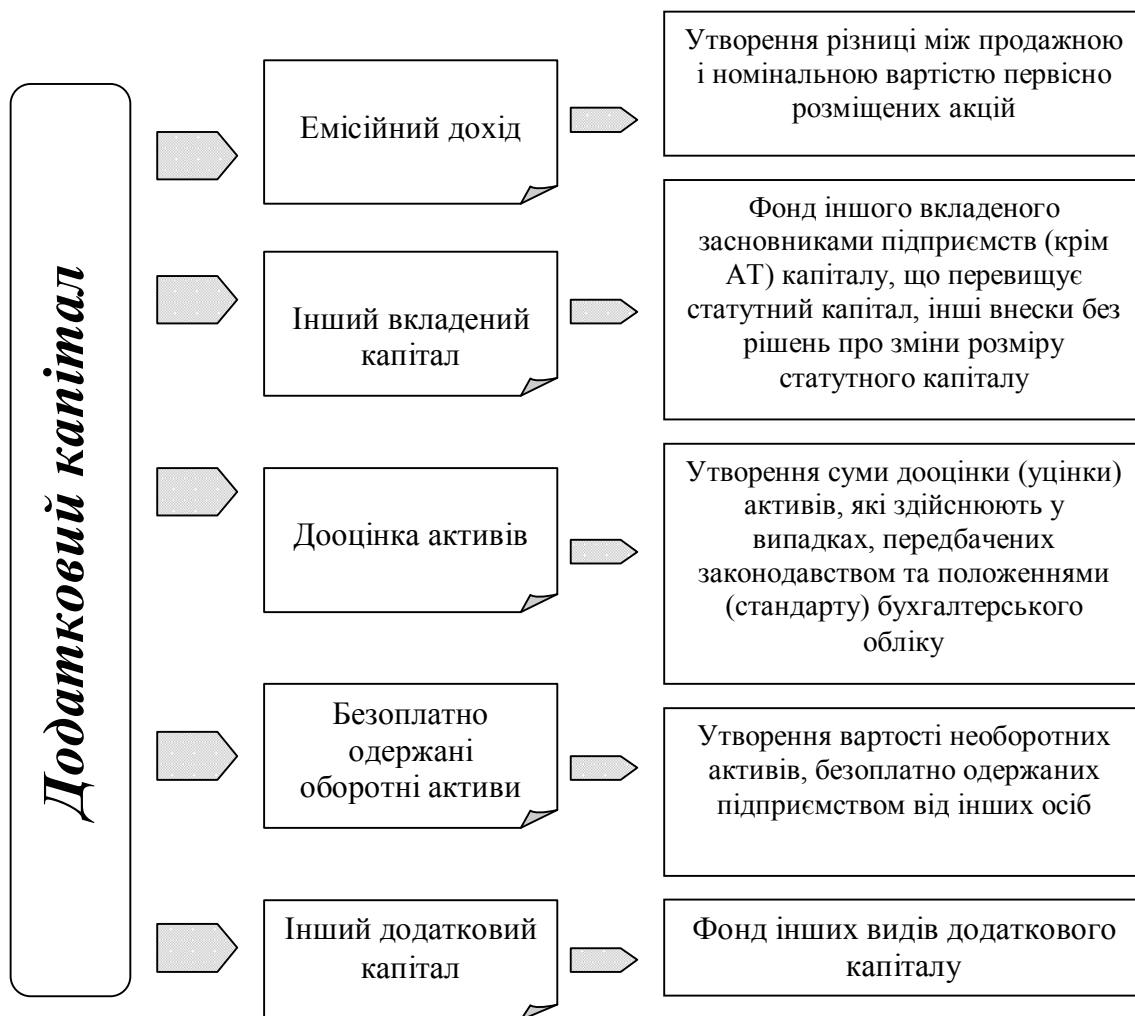 Додатковий капітал
Емісійний дохід
Утворення різниці між продажною
і номінальною вартістю первісно
розміщених акцій
Інший вкладений
капітал
Фонд іншого вкладеного
засновниками підприємств (крім
АТ) капіталу, що перевищує
статутний капітал, інші внески без
рішень про зміни розміру
статутного капіталу
Дооцінка активів
Утворення суми дооцінки (уцінки)
активів, які здійснюють у
випадках, передбачених
законодавством та положеннями
(стандарту) бухгалтерського
обліку
Безоплатно
одержані
оборотні активи
Утворення вартості необоротних
активів, безоплатно одержаних
підприємством від інших осіб
Інший додатковий
капітал
Фонд інших видів додаткового
капіталу